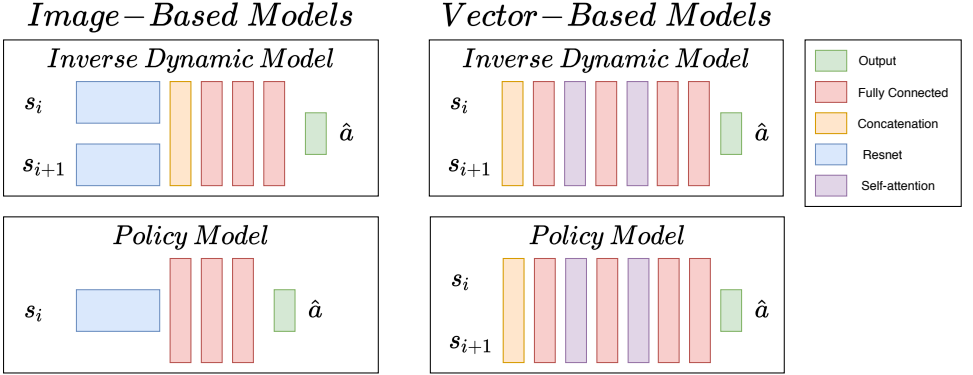 Image-Based Models
Inverse Dynamic Model
s_i
s_{i+1}
â
Policy Model
s_i
â
Vector-Based Models
Inverse Dynamic Model
s_i
s_{i+1}
â
Policy Model
s_i
s_{i+1}
â
Output
Fully Connected
Concatenation
Resnet
Self-attention